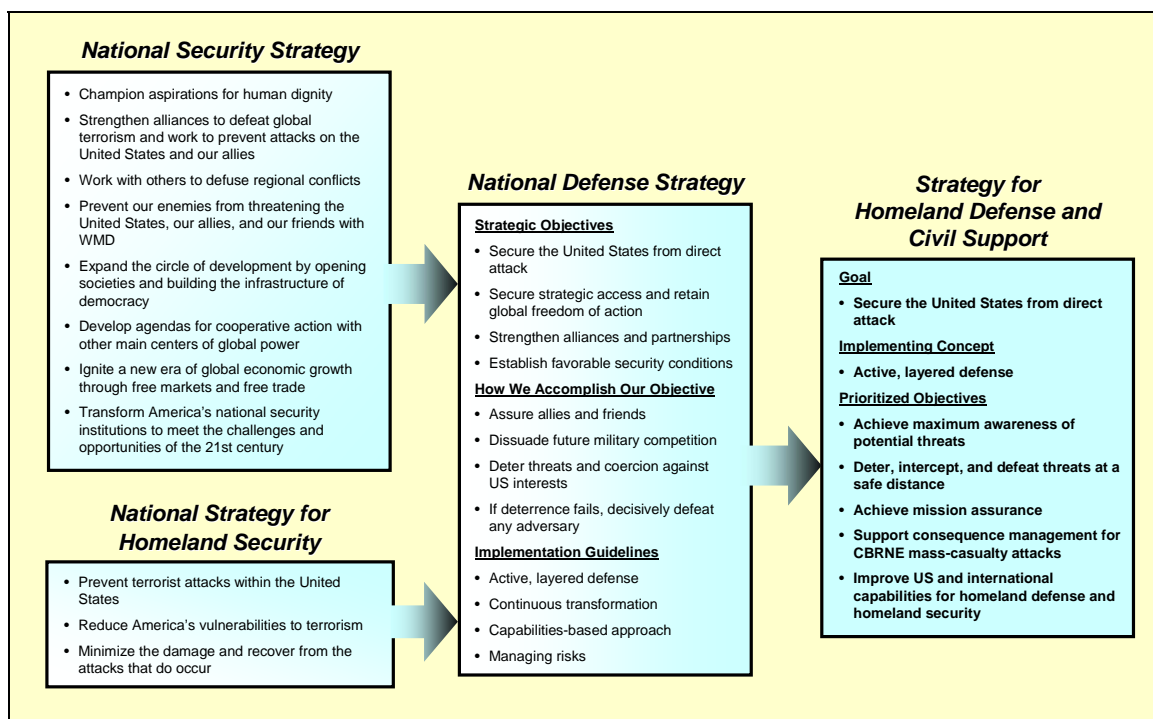 National Security Strategy
• Champion aspirations for human dignity
• Strengthen alliances to defeat global
terrorism and work to prevent attacks on the
United States and our allies
• Work with others to defuse regional conflicts
• Prevent our enemies from threatening the
United States, our allies, and our friends with
WMD
• Expand the circle of development by opening
societies and building the infrastructure of
democracy
• Develop agendas for cooperative action with
other main centers of global power
• Ignite a new era of global economic growth
through free markets and free trade
• Transform America's national security
institutions to meet the challenges and
opportunities of the 21st century
National Strategy for
Homeland Security
• Prevent terrorist attacks within the United
States
• Reduce America's vulnerabilities to terrorism
• Minimize the damage and recover from the
attacks that do occur
National Defense Strategy
Strategic Objectives
• Secure the United States from direct
attack
• Secure strategic access and retain
global freedom of action
• Strengthen alliances and partnerships
• Establish favorable security conditions
How We Accomplish Our Objective
• Assure allies and friends
• Dissuade future military competition
• Deter threats and coercion against
US interests
• If deterrence fails, decisively defeat
any adversary
Implementation Guidelines
• Active, layered defense
• Continuous transformation
• Capabilities-based approach
• Managing risks
Strategy for
Homeland Defense and
Civil Support
Goal
• Secure the United States from direct
attack
Implementing Concept
• Active, layered defense
Prioritized Objectives
• Achieve maximum awareness of
potential threats
• Deter, intercept, and defeat threats at a
safe distance
• Achieve mission assurance
• Support consequence management for
CBRNE mass-casualty attacks
• Improve US and international
capabilities for homeland defense and
homeland security